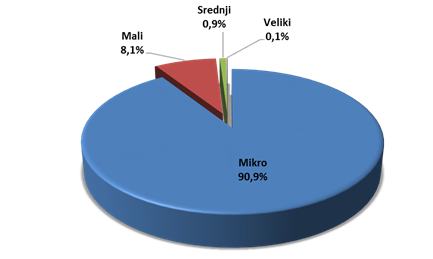 Srednji
0,9%
Veliki
0,1%
Mali
8,1%
Mikro
90,9%